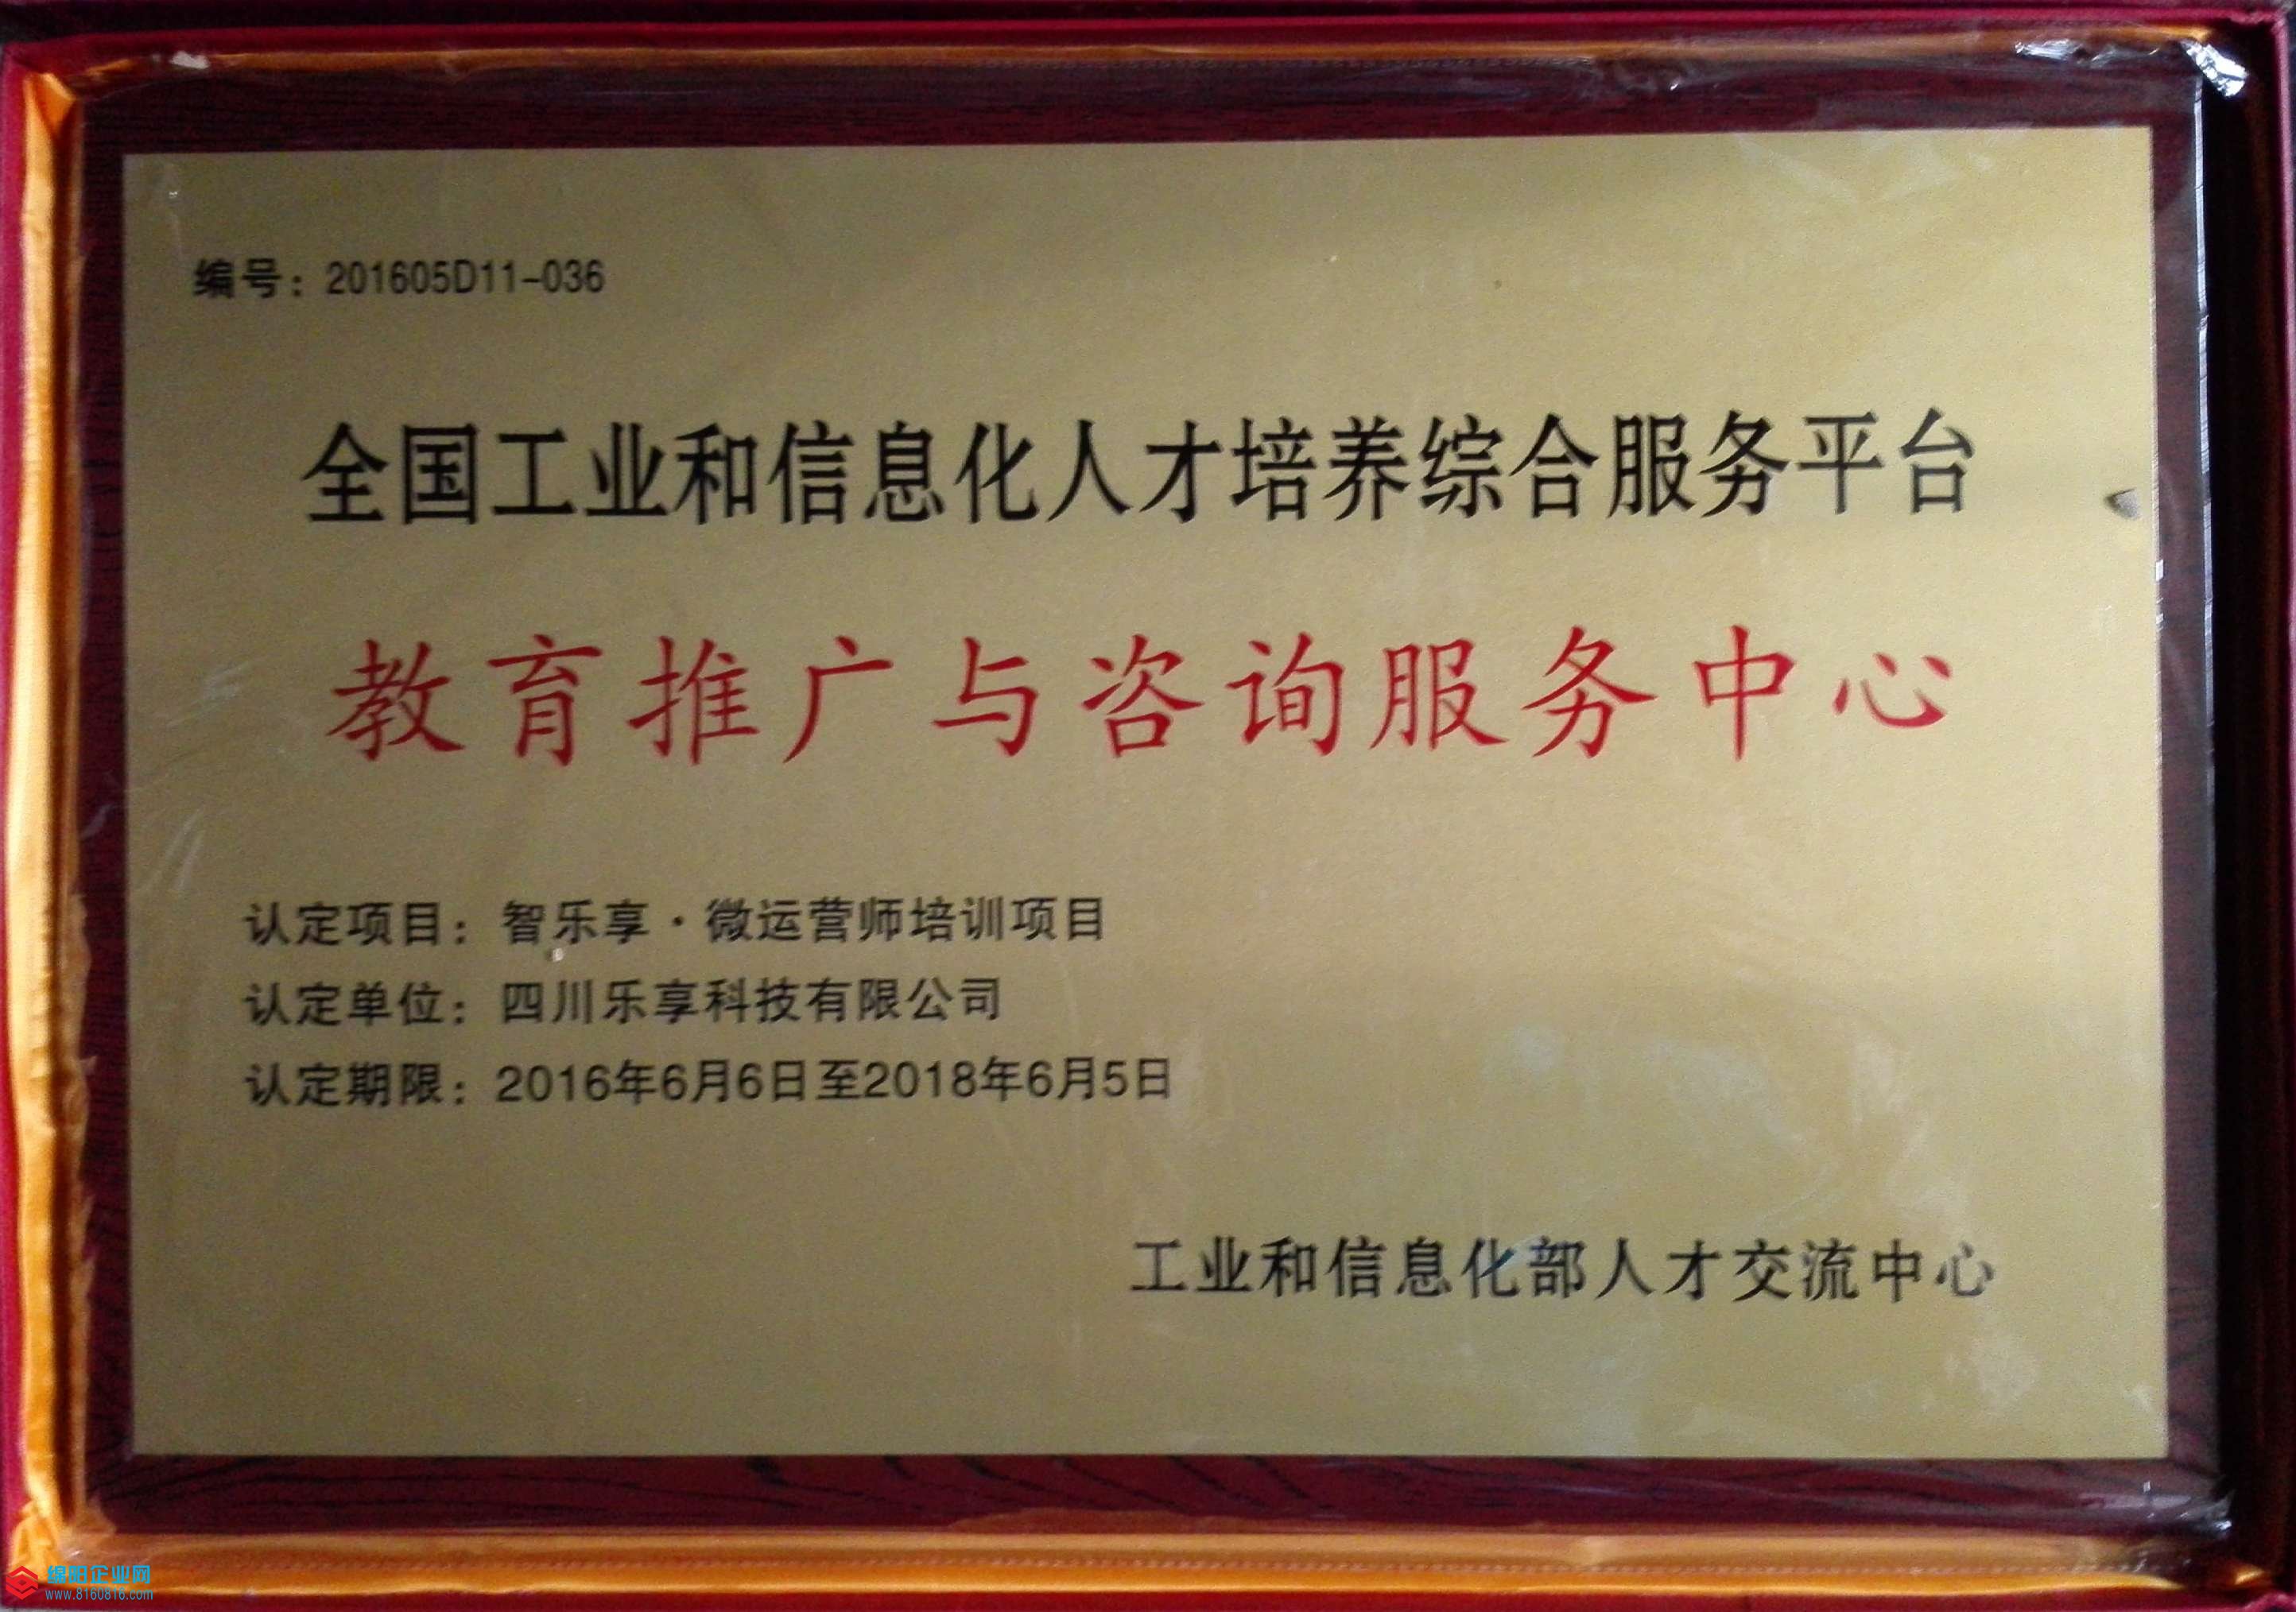 编号：201605D11-036
全国工业和信息化人才培养综合服务平台
教育推广与咨询服务中心
认定项目：智乐享·微运营师培训项目
认定单位：四川乐享科技有限公司
认定期限：2016年6月6日至2018年6月5日
工业和信息化部人才交流中心
绵阳企业网
www.8160816.com